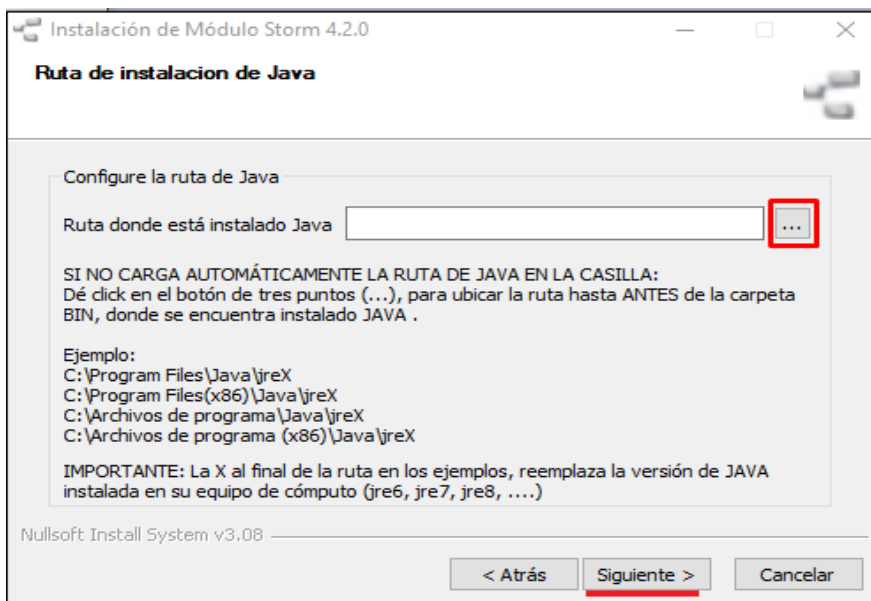 Instalación de Módulo Storm 4.2.0
Ruta de instalacion de Java
Configure la ruta de Java
Ruta donde está instalado Java
...
SI NO CARGA AUTOMÁTICAMENTE LA RUTA DE JAVA EN LA CASILLA:
Dé click en el botón de tres puntos (...), para ubicar la ruta hasta ANTES de la carpeta
BIN, donde se encuentra instalado JAVA .
Ejemplo:
C:\Program Files\Java\jreX
C:\Program Files(x86)\Java\jreX
C:\Archivos de programa\Java\jreX
C:\Archivos de programa (x86)\Java\jreX
IMPORTANTE: La X al final de la ruta en los ejemplos, reemplaza la versión de JAVA
instalada en su equipo de cómputo (jre6, jre7, jre8, ....)
Nullsoft Install System v3.08
< Atrás
Siguiente >
Cancelar